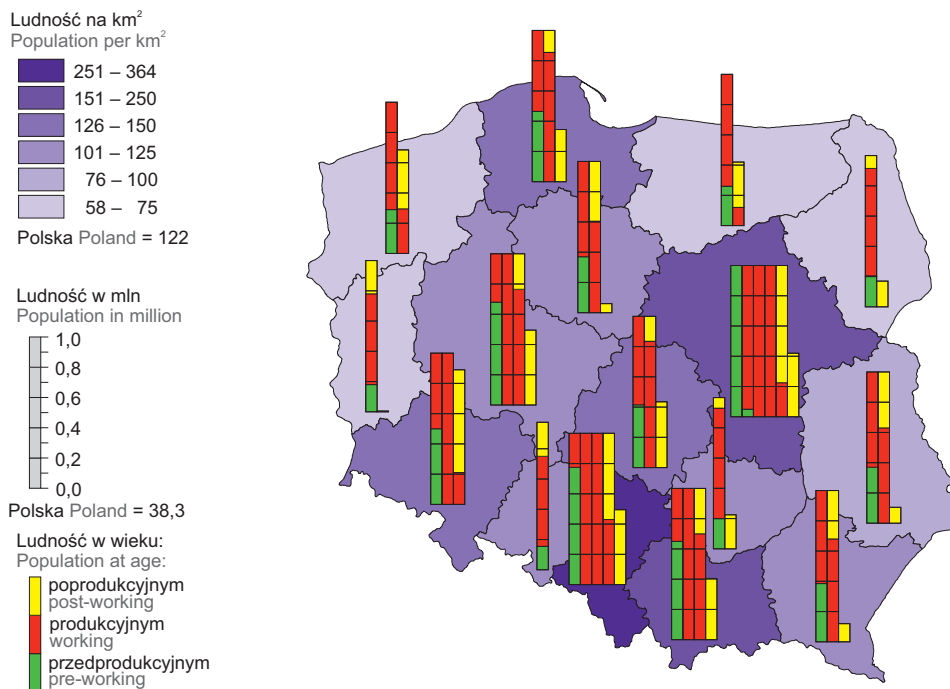 Ludność na km²
Population per km²
251 – 364
151 – 250
126 – 150
101 – 125
76 – 100
58 – 75
Polska Poland = 122
Ludność w mln
Population in million
1,0
0,8
0,6
0,4
0,2
0,0
Polska Poland = 38,3
Ludność w wieku:
Population at age:
poprodukcyjnym
post-working
produkcyjnym
working
przedprodukcyjnym
pre-working